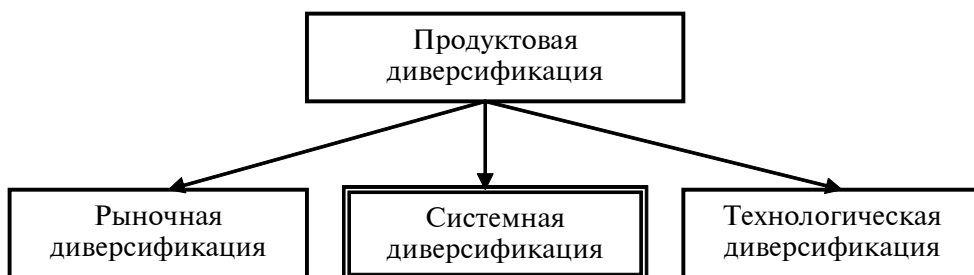 Продуктовая
диверсификация
Рыночная
диверсификация
Системная
диверсификация
Технологическая
диверсификация